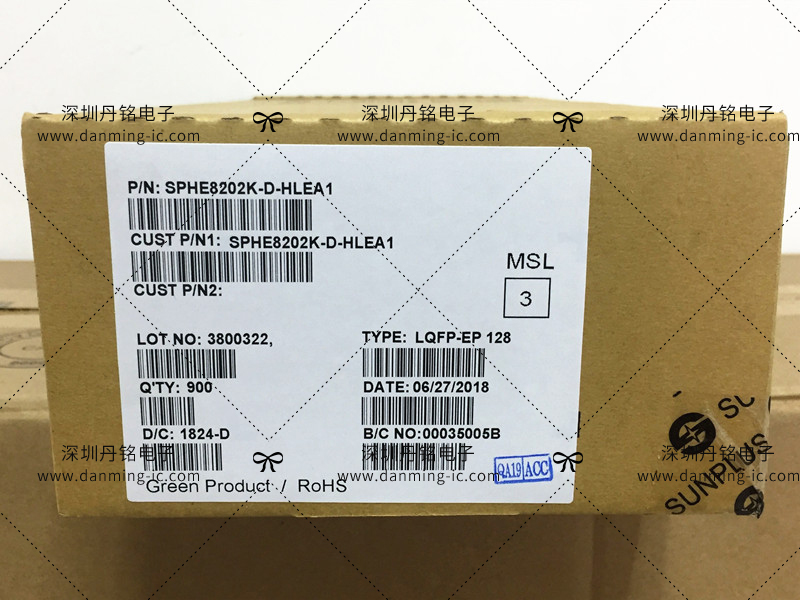 深圳丹铭电子 深圳丹铭电子 深圳丹铭电子
www.danming-ic.com www.danming-ic.com www.danming-ic.com
P/N: SPHE8202K-D-HLEA1
CUST P/N1: SPHE8202K-D-HLEA1
CUST P/N2:
MSL
3
LOT NO: 3800322,
TYPE: LQFP-EP 128
Q'TY: 900
DATE: 06/27/2018
D/C: 1824-D
B/C NO:00035005B
深圳丹铭电子 深圳丹铭电子 深圳丹铭电子
www.danming-ic.com www.danming-ic.com www.danming-ic.com
QA19 ACC
Green Product / RoHS
SU
SUNPLUS